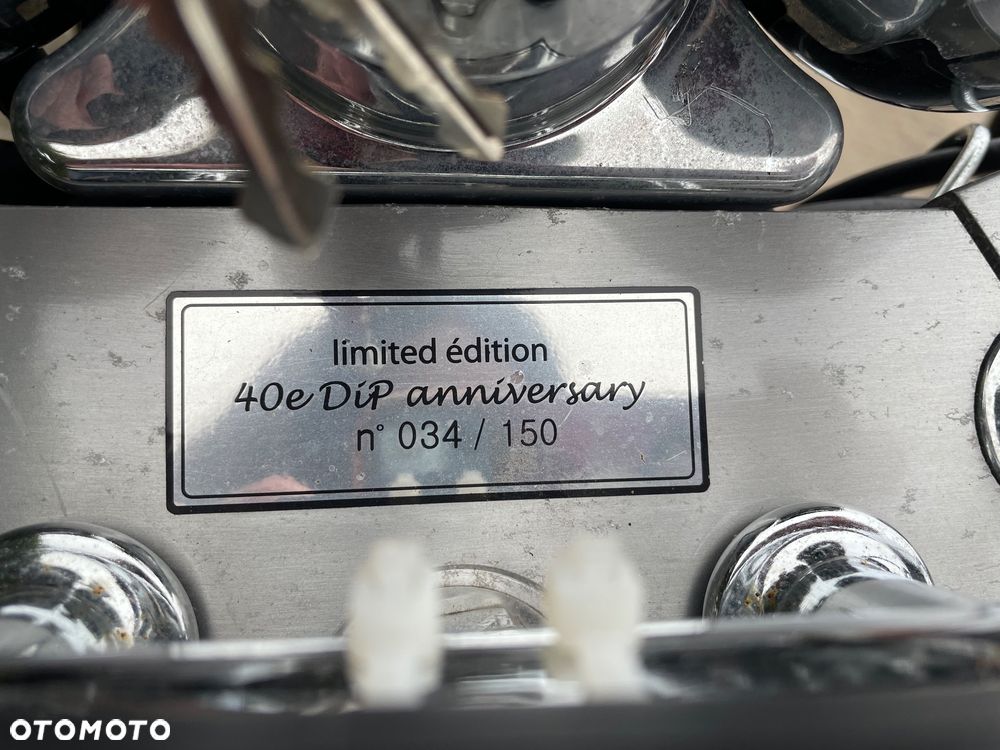 limited édition
40e DiP anniversary
n° 034 / 150
OTOMOTO